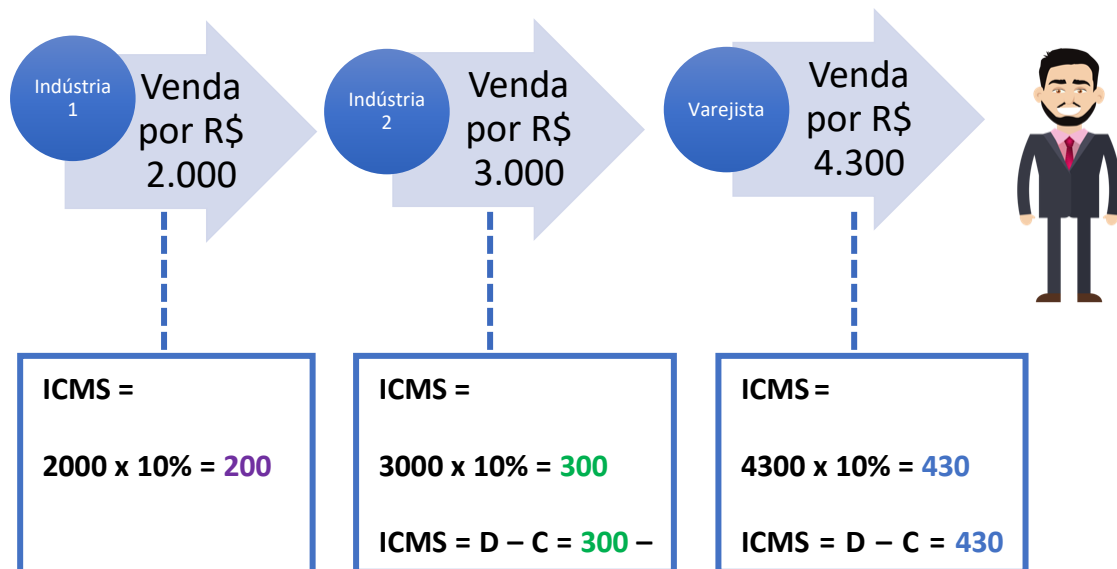 Indústria
1
Venda
por R$
2.000
Indústria
2
Venda
por R$
3.000
Varejista
Venda
por R$
4.300
ICMS =
2000 x 10% = 200
ICMS =
3000 x 10% = 300
ICMS = D – C = 300 –
ICMS =
4300 x 10% = 430
ICMS = D – C = 430